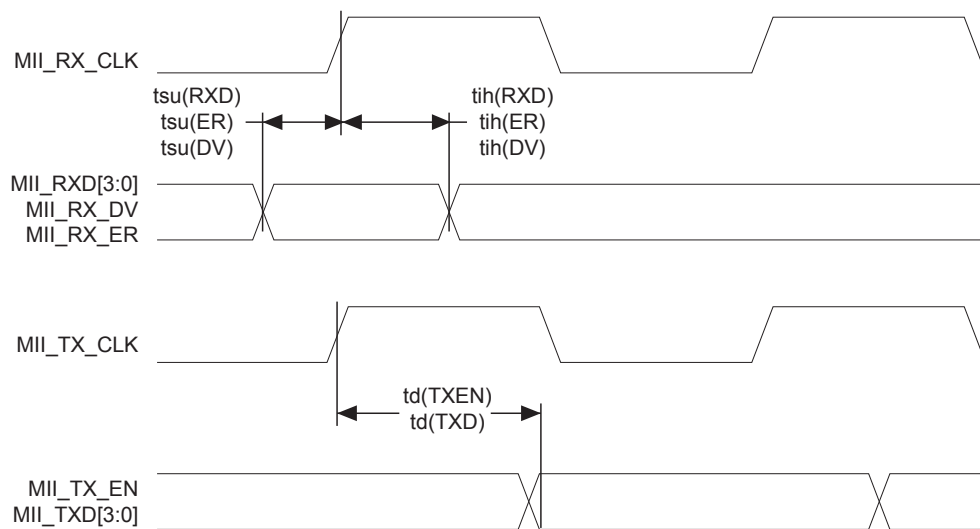 MII_RX_CLK
tsu(RXD)
tsu(ER)
tsu(DV)
tih(RXD)
tih(ER)
tih(DV)
MII_RXD[3:0]
MII_RX_DV
MII_RX_ER
MII_TX_CLK
td(TXEN)
td(TXD)
MII_TX_EN
MII_TXD[3:0]